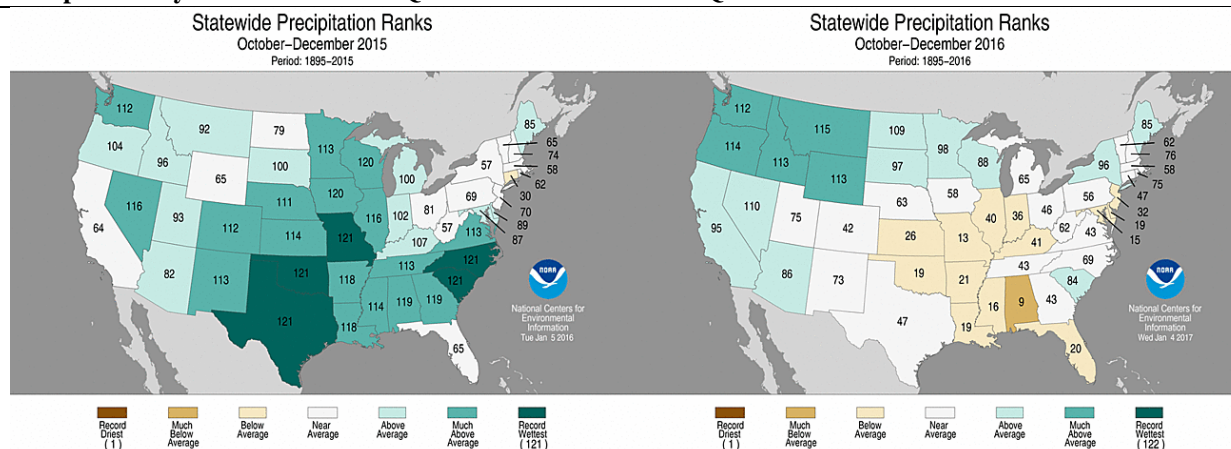 Statewide Precipitation Ranks
October–December 2015
Period: 1895–2015
112
92
79
113
85
104
96
65
100
120
100
57
65
74
58
62
30
70
89
87
116
93
111
120
116
102
81
69
57
113
64
112
114
121
107
82
113
121
118
113
121
121
121
118
114
119
119
65
NOAA
National Centers for
Environmental
Information
Tue Jan 5 2016
Record
Driest
(1)
Much
Below
Average
Below
Average
Near
Average
Above
Average
Much
Above
Average
Record
Wettest
(121)
Statewide Precipitation Ranks
October–December 2016
Period: 1895–2016
112
115
109
98
85
114
113
113
97
88
65
96
62
76
58
75
47
32
19
15
95
110
75
42
63
58
40
36
46
56
62
43
26
13
41
86
73
19
21
43
69
84
47
19
16
9
43
20
NOAA
National Centers for
Environmental
Information
Wed Jan 4 2017
Record
Driest
(1)
Much
Below
Average
Below
Average
Near
Average
Above
Average
Much
Above
Average
Record
Wettest
(122)